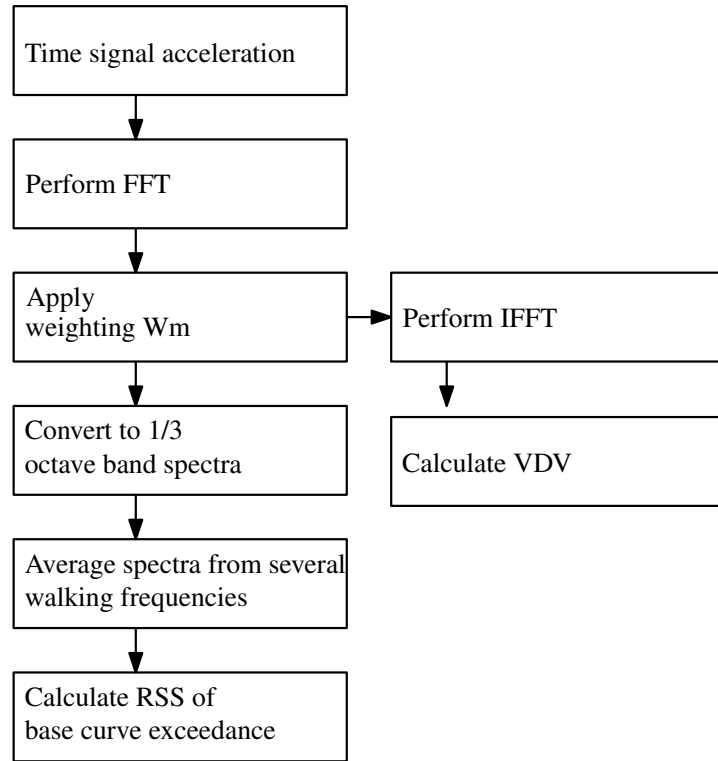 Time signal acceleration
Perform FFT
Apply
weighting Wm
Perform IFFT
Convert to 1/3
octave band spectra
Calculate VDV
Average spectra from several
walking frequencies
Calculate RSS of
base curve exceedance